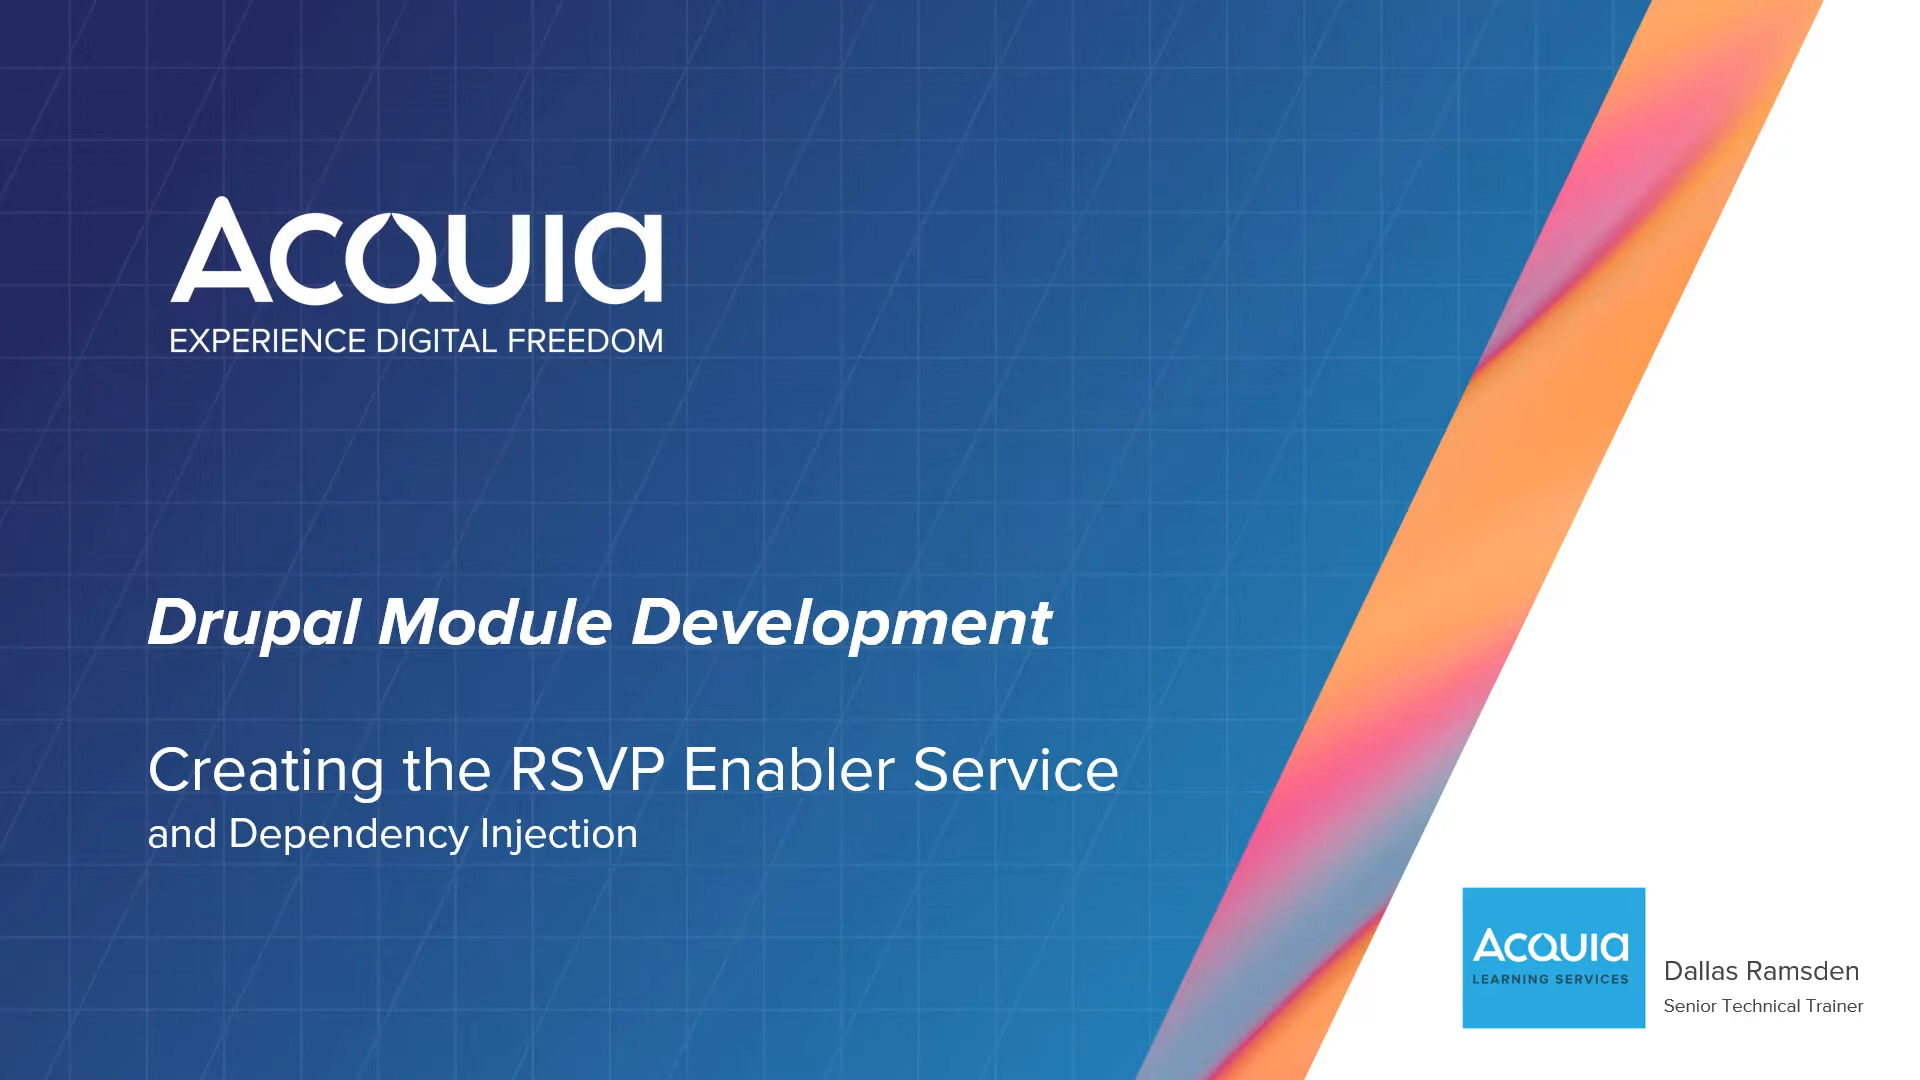 Acquia
EXPERIENCE DIGITAL FREEDOM
Drupal Module Development
Creating the RSVP Enabler Service
and Dependency Injection
Acquia
LEARNING SERVICES
Dallas Ramsden
Senior Technical Trainer